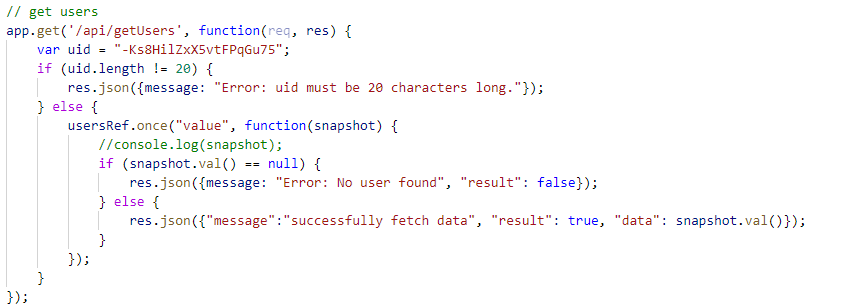 // get users
app.get('/api/getUsers', function(req, res) {
    var uid = "-Ks8HilZxX5vtFPqGu75";
    if (uid.length != 20) {
        res.json({message: "Error: uid must be 20 characters long."});
    } else {
        usersRef.once("value", function(snapshot) {
            //console.log(snapshot);
            if (snapshot.val() == null) {
                res.json({message: "Error: No user found", "result": false});
            } else {
                res.json({"message":"successfully fetch data", "result": true, "data": snapshot.val()});
            }
        });
    }
});